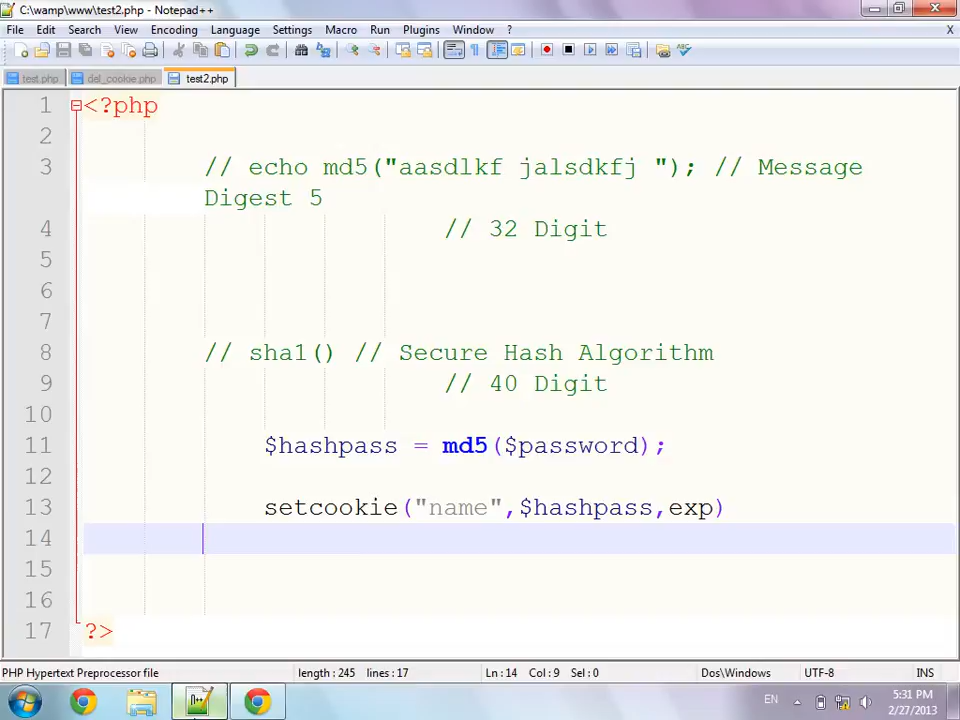 C:\wamp\www\test2.php - Notepad++
File Edit Search View Encoding Language Settings Macro Run Plugins Window ? X
test.php del_cookie.php test2.php
1 <?php
2
3 // echo md5("aasdlkf jalsdkfj "); // Message
Digest 5
4 // 32 Digit
5
6
7
8 // sha1() // Secure Hash Algorithm
9 // 40 Digit
10
11 $hashpass = md5($password);
12
13 setcookie("name",$hashpass,exp)
14
15
16
17 ?>
PHP Hypertext Preprocessor file length : 245 lines : 17 Ln : 14 Col : 9 Sel : 0 Dos\Windows UTF-8 INS
EN 5:31 PM
2/27/2013